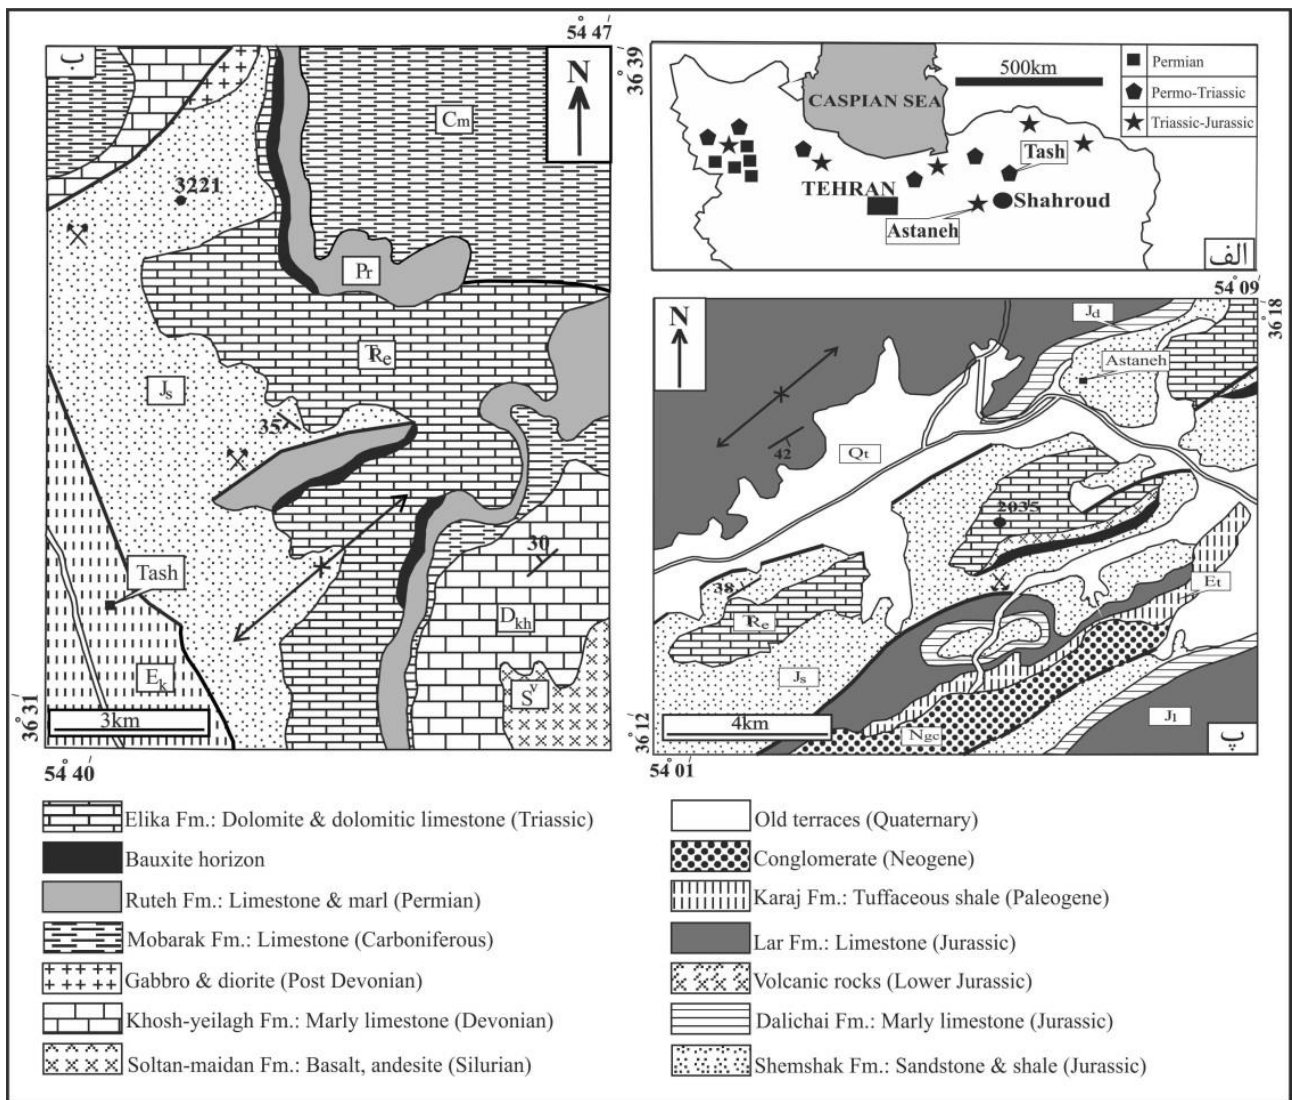 54° 47′
36° 39′
ب
N
Cm
3221
Pr
TRe
Js
35
Tash
30
Dkh
Sv
Ek
3km
36° 31′
54° 40′
500km
CASPIAN SEA
Permian
Permo-Triassic
Triassic-Jurassic
Tash
TEHRAN
Shahroud
Astaneh
الف
54° 09′
36° 18′
N
Jd
Astaneh
42
Qt
2035
38
Et
TRe
Js
4km
Ngc
Jl
پ
36° 12′
54° 01′
Elika Fm.: Dolomite & dolomitic limestone (Triassic)
Bauxite horizon
Ruteh Fm.: Limestone & marl (Permian)
Mobarak Fm.: Limestone (Carboniferous)
Gabbro & diorite (Post Devonian)
Khosh-yeilagh Fm.: Marly limestone (Devonian)
Soltan-maidan Fm.: Basalt, andesite (Silurian)
Old terraces (Quaternary)
Conglomerate (Neogene)
Karaj Fm.: Tuffaceous shale (Paleogene)
Lar Fm.: Limestone (Jurassic)
Volcanic rocks (Lower Jurassic)
Dalichai Fm.: Marly limestone (Jurassic)
Shemshak Fm.: Sandstone & shale (Jurassic)